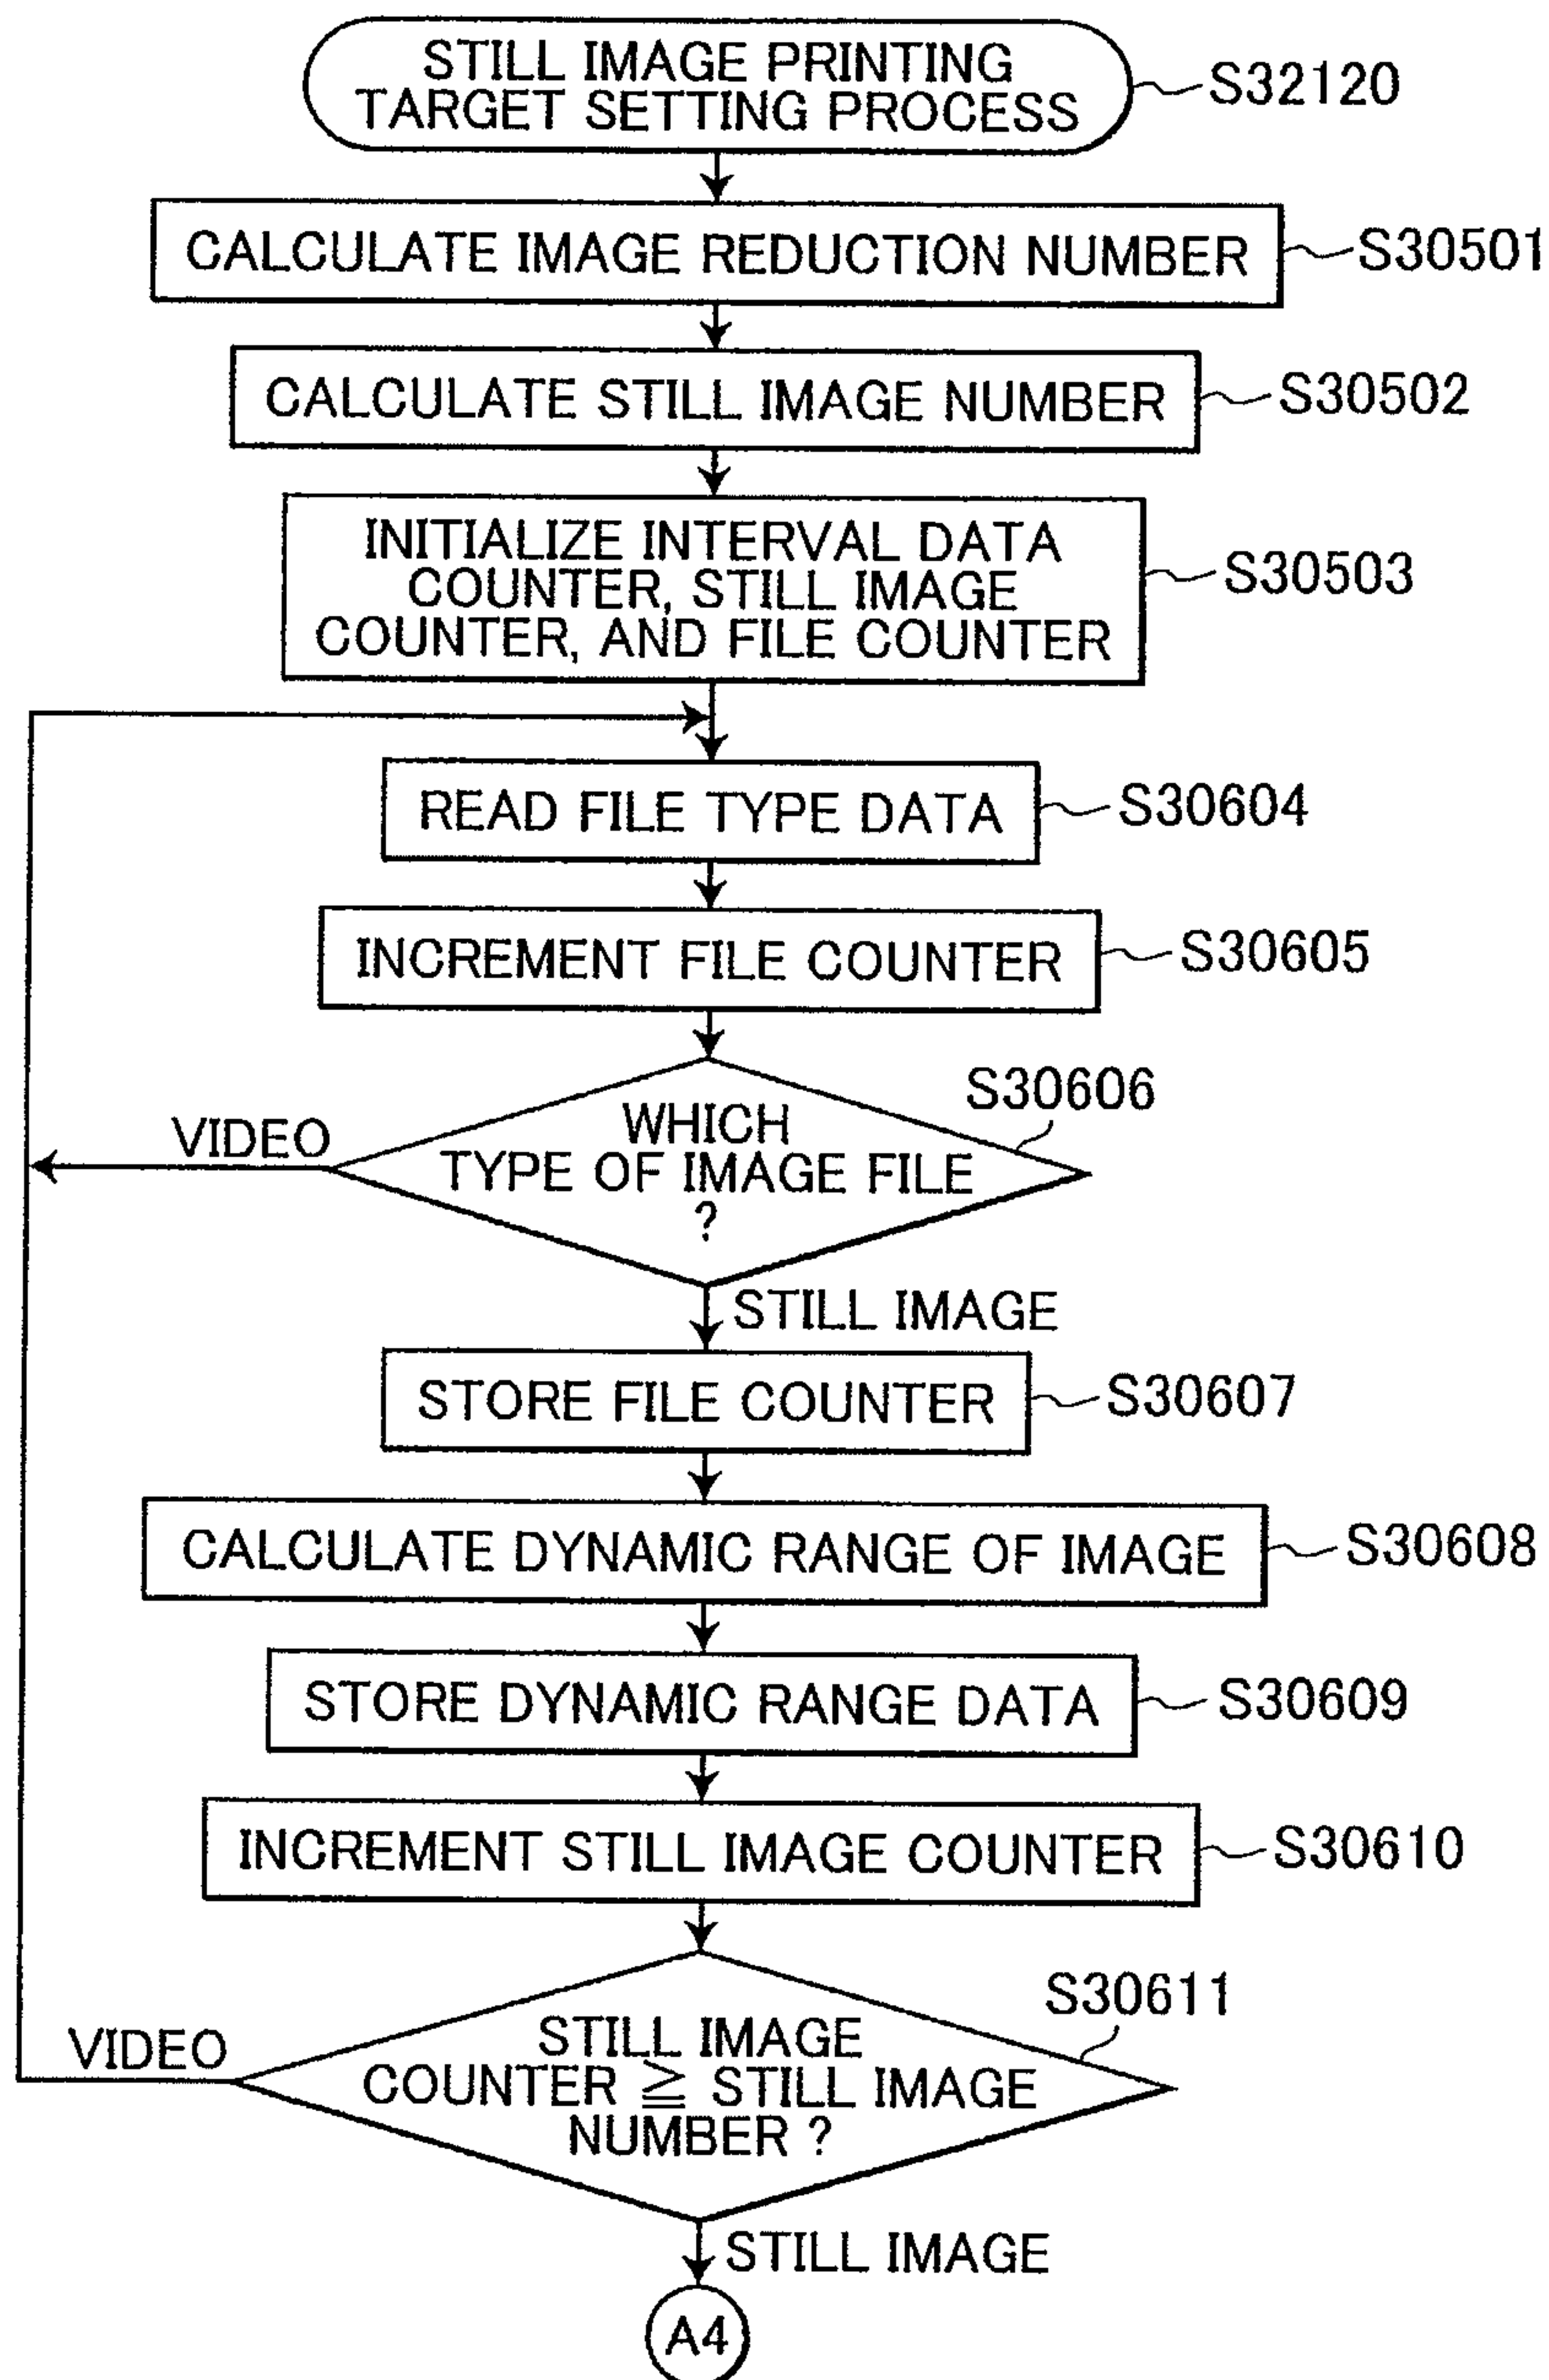 STILL IMAGE PRINTING
TARGET SETTING PROCESS
S32120
CALCULATE IMAGE REDUCTION NUMBER
S30501
CALCULATE STILL IMAGE NUMBER
S30502
INITIALIZE INTERVAL DATA
COUNTER, STILL IMAGE
COUNTER, AND FILE COUNTER
S30503
READ FILE TYPE DATA
S30604
INCREMENT FILE COUNTER
S30605
S30606
WHICH
TYPE OF IMAGE FILE
?
VIDEO
STILL IMAGE
STORE FILE COUNTER
S30607
CALCULATE DYNAMIC RANGE OF IMAGE
S30608
STORE DYNAMIC RANGE DATA
S30609
INCREMENT STILL IMAGE COUNTER
S30610
S30611
STILL IMAGE
COUNTER ≧ STILL IMAGE
NUMBER ?
VIDEO
STILL IMAGE
A4